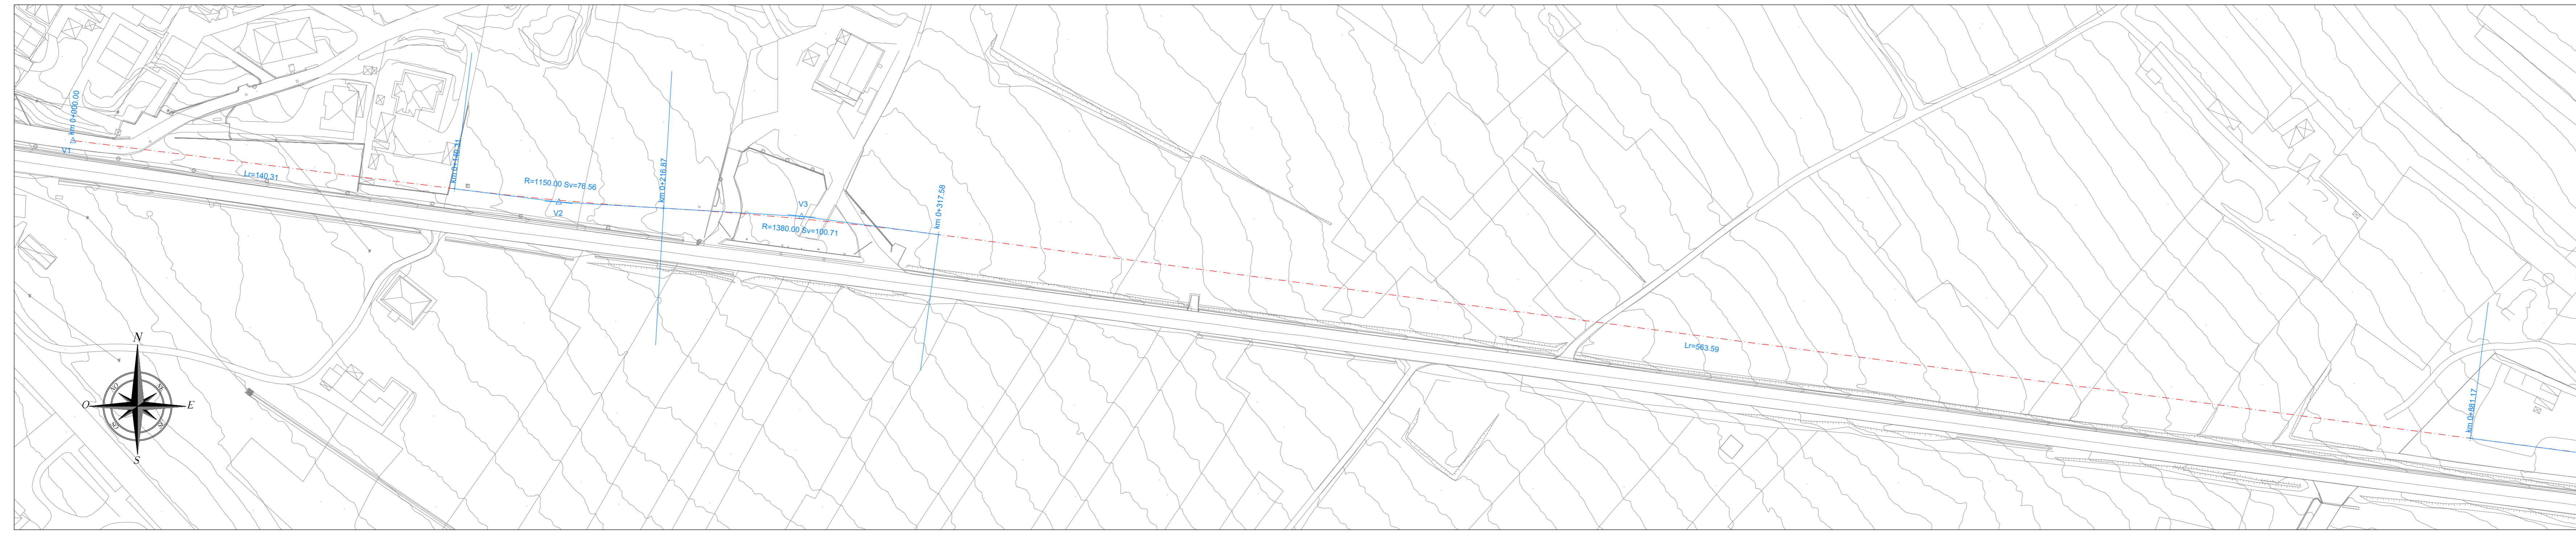 km 0+000.00
V1
Lr=140.31
km 0+140.31
R=1150.00 Sv=76.56
V2
km 0+216.87
V3
R=1380.00 Sv=100.71
km 0+317.58
Lr=563.59
km 0+881.17
N
O
E
S